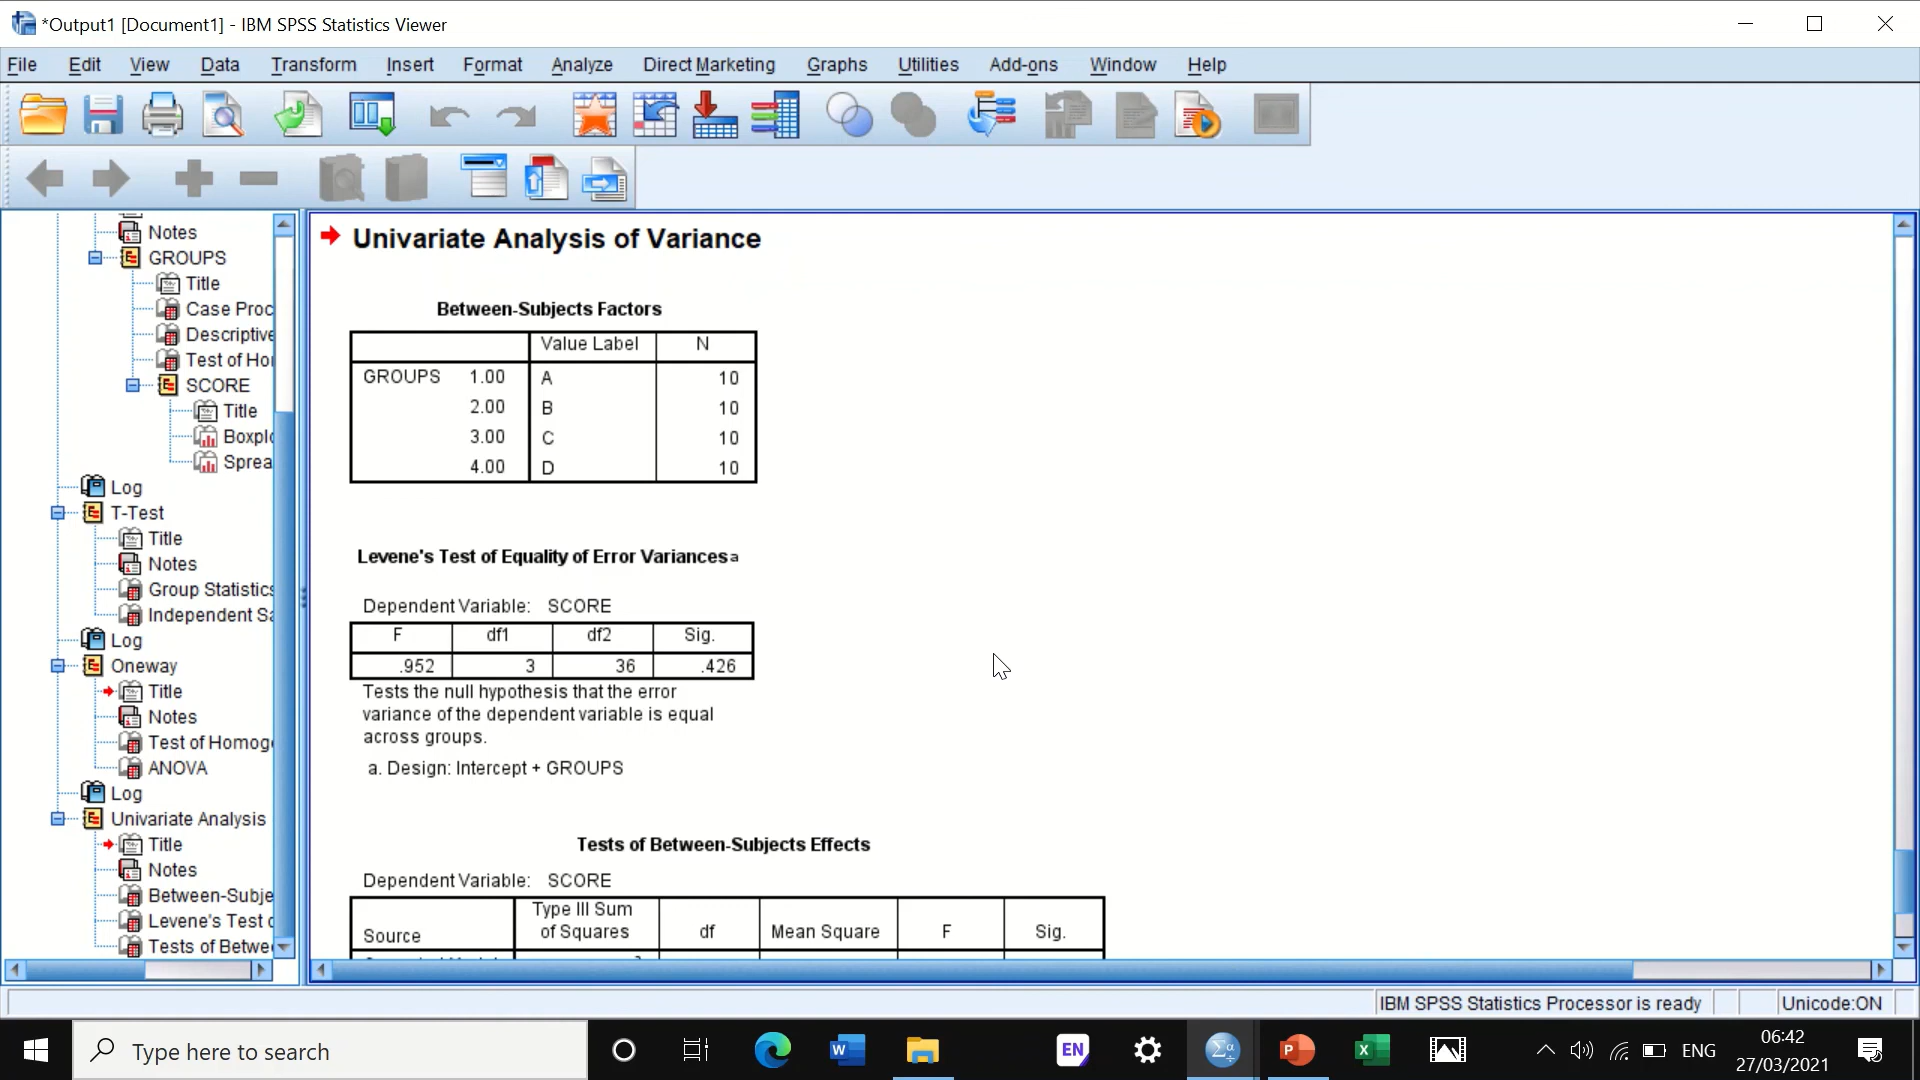 *Output1 [Document1] - IBM SPSS Statistics Viewer
File Edit View Data Transform Insert Format Analyze Direct Marketing Graphs Utilities Add-ons Window Help
Notes
GROUPS
Title
Case Proc
Descriptive
Test of Hor
SCORE
Title
Boxplo
Sprea
Log
T-Test
Title
Notes
Group Statistics
Independent Sa
Log
Oneway
Title
Notes
Test of Homog
ANOVA
Log
Univariate Analysis
Title
Notes
Between-Subje
Levene's Test o
Tests of Betwe
Univariate Analysis of Variance
Between-Subjects Factors
Value Label N
GROUPS 1.00 A 10
2.00 B 10
3.00 C 10
4.00 D 10
Levene's Test of Equality of Error Variances a
Dependent Variable: SCORE
F df1 df2 Sig.
.952 3 36 .426
Tests the null hypothesis that the error
variance of the dependent variable is equal
across groups.
a. Design: Intercept + GROUPS
Tests of Between-Subjects Effects
Dependent Variable: SCORE
Source Type III Sum of Squares df Mean Square F Sig.
IBM SPSS Statistics Processor is ready Unicode:ON
Type here to search
EN
ENG
06:42
27/03/2021